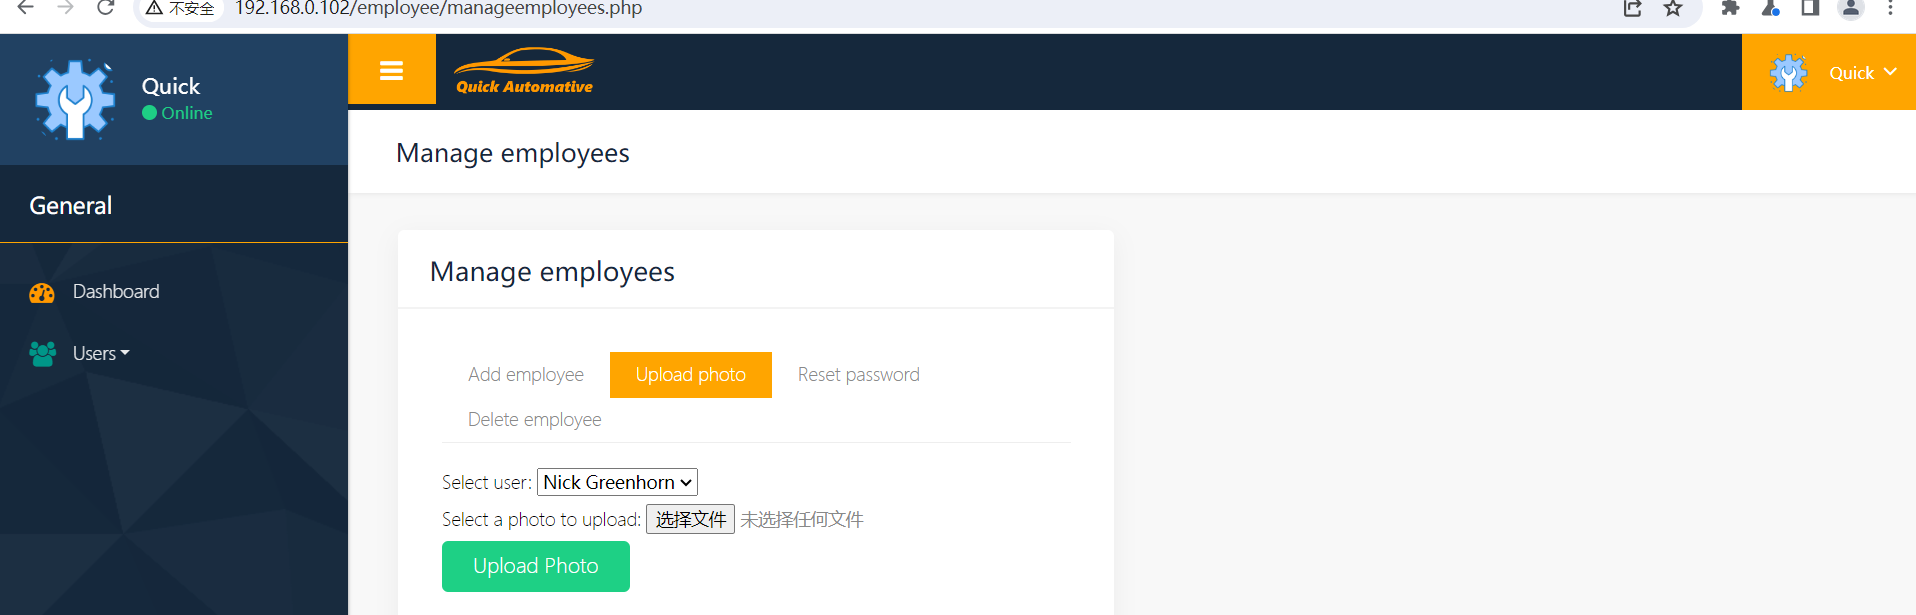 不安全 192.168.0.102/employee/manageemployees.php
Quick
Online
Quick Automotive
Quick
Manage employees
General
Manage employees
Dashboard
Users
Add employee Upload photo Reset password
Delete employee
Select user: Nick Greenhorn
Select a photo to upload: 选择文件 未选择任何文件
Upload Photo